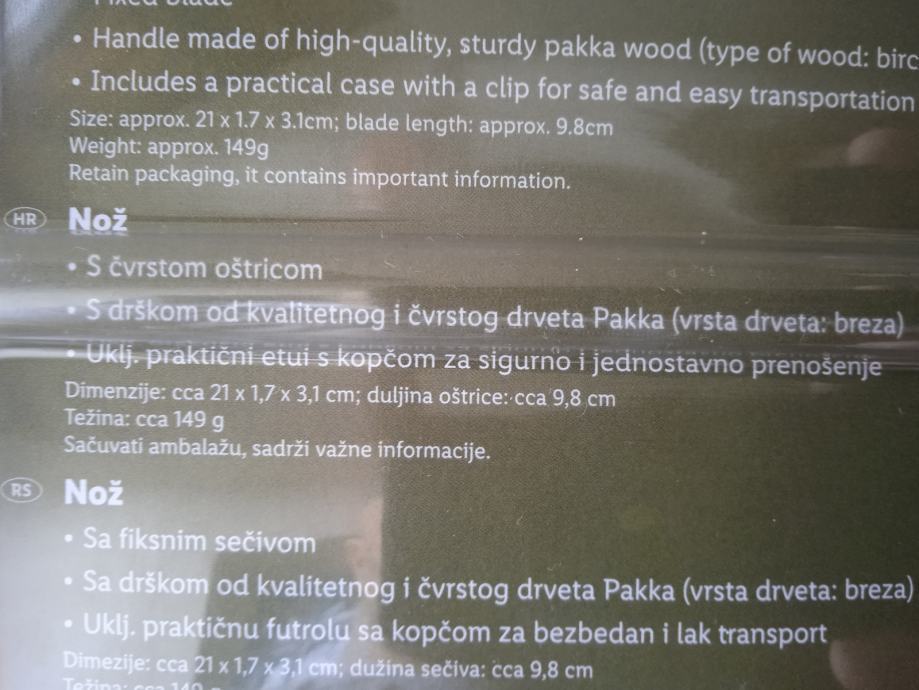 Fixed blade
• Handle made of high-quality, sturdy pakka wood (type of wood:
• Includes a practical case with a clip for safe and easy transportation
Size: approx. 21 x 1.7 x 3.1cm; blade length: approx. 9.8cm
Weight: approx. 149g
Retain packaging, it contains important information.
HR Nož
• S čvrstom oštricom
• S drškom od kvalitetnog i čvrstog drveta Pakka (vrsta drveta: breza)
• Uklj. praktični etui s kopčom za sigurno i jednostavno prenošenje
Dimenzije: cca 21 x 1,7 x 3,1 cm; duljina oštrice: cca 9,8 cm
Težina: cca 149 g
Sačuvati ambalažu, sadrži važne informacije.
RS Nož
• Sa fiksnim sečivom
• Sa drškom od kvalitetnog i čvrstog drveta Pakka (vrsta drveta: breza)
• Uklj. praktičnu futrolu sa kopčom za bezbedan i lak transport
Dimezije: cca 21 x 1,7 x 3,1 cm; dužina sečiva: cca 9,8 cm
Težina: cca 149 g